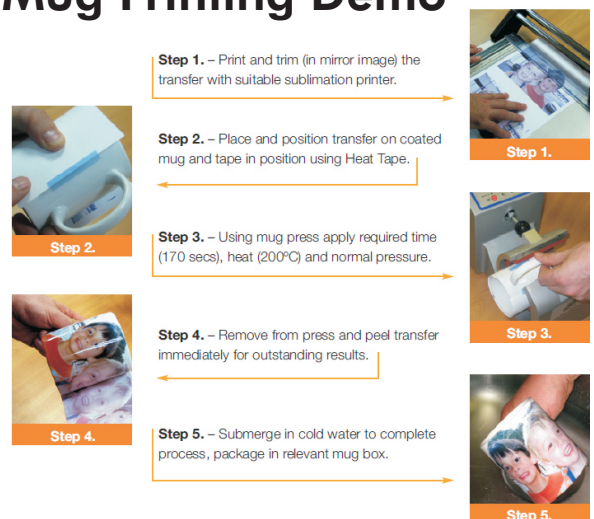 Mug Printing Demo
Step 1. – Print and trim (in mirror image) the
transfer with suitable sublimation printer.
Step 1.
Step 2. – Place and position transfer on coated
mug and tape in position using Heat Tape.
Step 2.
Step 3. – Using mug press apply required time
(170 secs), heat (200ºC) and normal pressure.
Step 3.
Step 4. – Remove from press and peel transfer
immediately for outstanding results.
Step 4.
Step 5. – Submerge in cold water to complete
process, package in relevant mug box.
Step 5.